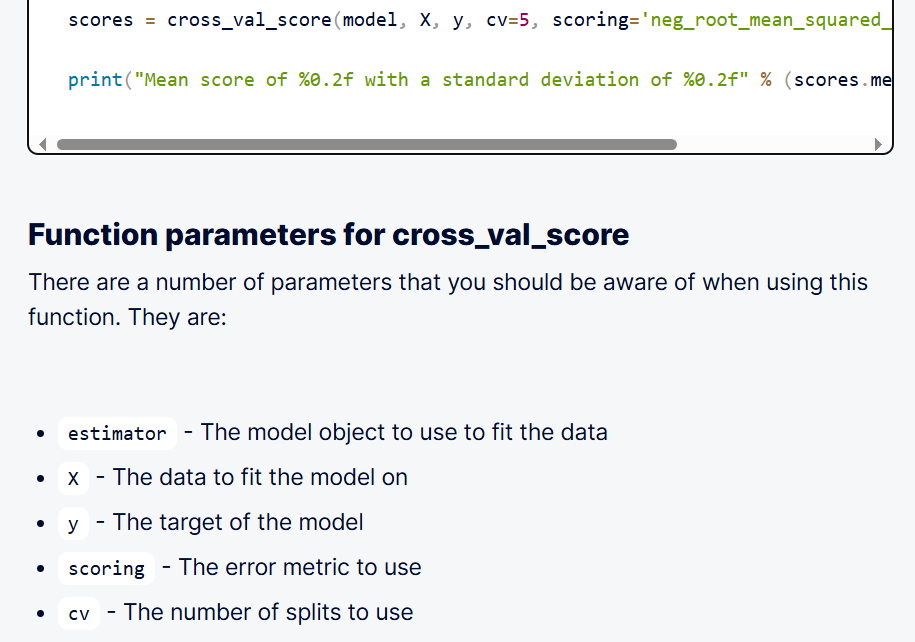 scores = cross_val_score(model, X, y, cv=5, scoring='neg_root_mean_squared_
print("Mean score of %0.2f with a standard deviation of %0.2f" % (scores.me
Function parameters for cross_val_score
There are a number of parameters that you should be aware of when using this
function. They are:
• estimator - The model object to use to fit the data
• X - The data to fit the model on
• y - The target of the model
• scoring - The error metric to use
• cv - The number of splits to use